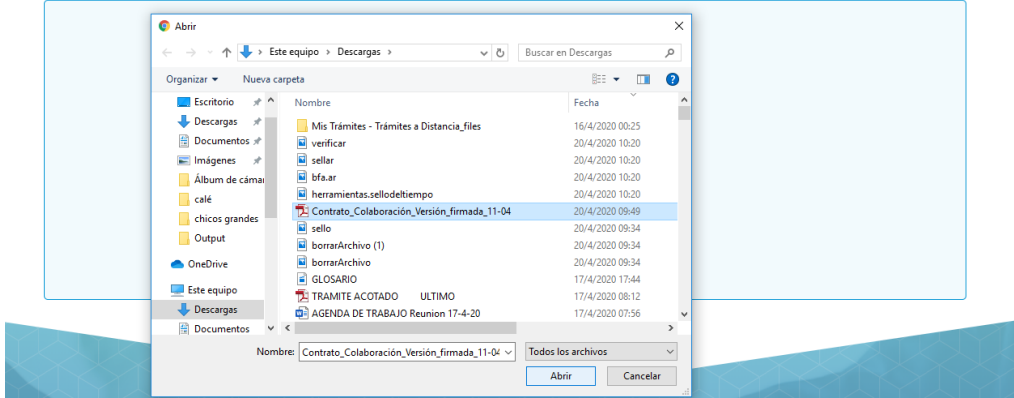 Abrir
Este equipo > Descargas >
Buscar en Descargas
Organizar
Nueva carpeta
Escritorio
Descargas
Documentos
Imágenes
Álbum de cámar
calé
chicos grandes
Output
OneDrive
Este equipo
Descargas
Documentos
Nombre Fecha
Mis Trámites - Trámites a Distancia_files 16/4/2020 00:25
verificar 20/4/2020 10:20
sellar 20/4/2020 10:20
bfa.ar 20/4/2020 10:20
herramientas.sellodeltiempo 20/4/2020 10:20
Contrato_Colaboración_Versión_firmada_11-04 20/4/2020 09:49
sello 20/4/2020 09:34
borrarArchivo (1) 20/4/2020 09:34
borrarArchivo 20/4/2020 09:34
GLOSARIO 17/4/2020 17:44
TRAMITE ACOTADO ULTIMO 17/4/2020 08:12
AGENDA DE TRABAJO Reunion 17-4-20 17/4/2020 07:56
Nombre: Contrato_Colaboración_Versión_firmada_11-04 Todos los archivos
Abrir Cancelar